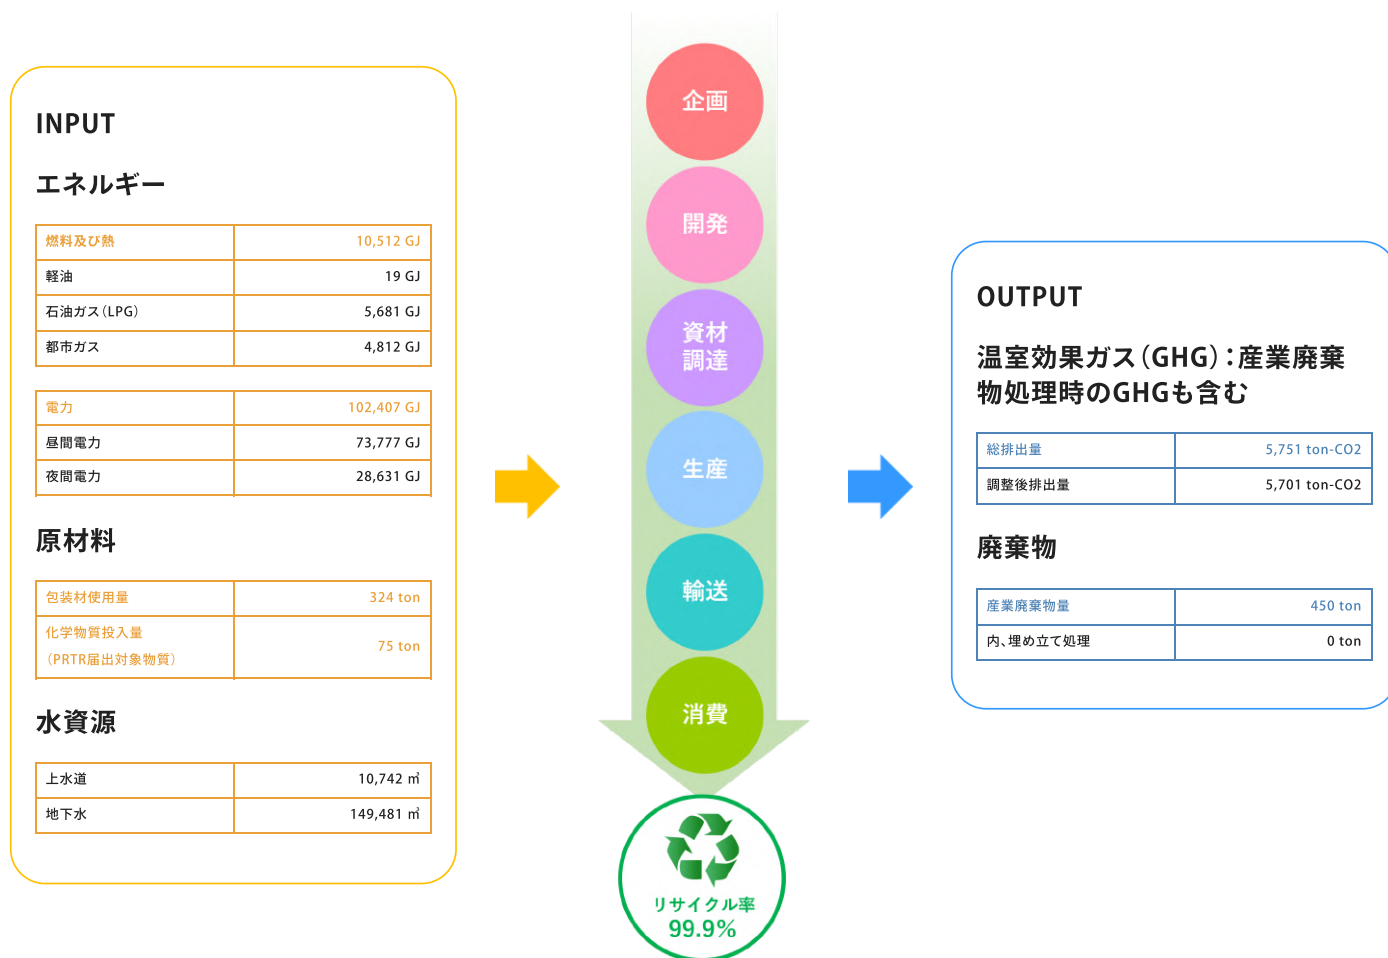 INPUT
エネルギー
燃料及び熱 10,512 GJ
軽油 19 GJ
石油ガス（LPG） 5,681 GJ
都市ガス 4,812 GJ
電力 102,407 GJ
昼間電力 73,777 GJ
夜間電力 28,631 GJ
原材料
包装材使用量 324 ton
化学物質投入量
（PRTR届出対象物質） 75 ton
水資源
上水道 10,742 ㎥
地下水 149,481 ㎥
企画
開発
資材
調達
生産
輸送
消費
リサイクル率
99.9%
OUTPUT
温室効果ガス（GHG）：産業廃棄
物処理時のGHGも含む
総排出量 5,751 ton-CO2
調整後排出量 5,701 ton-CO2
廃棄物
産業廃棄物量 450 ton
内、埋め立て処理 0 ton